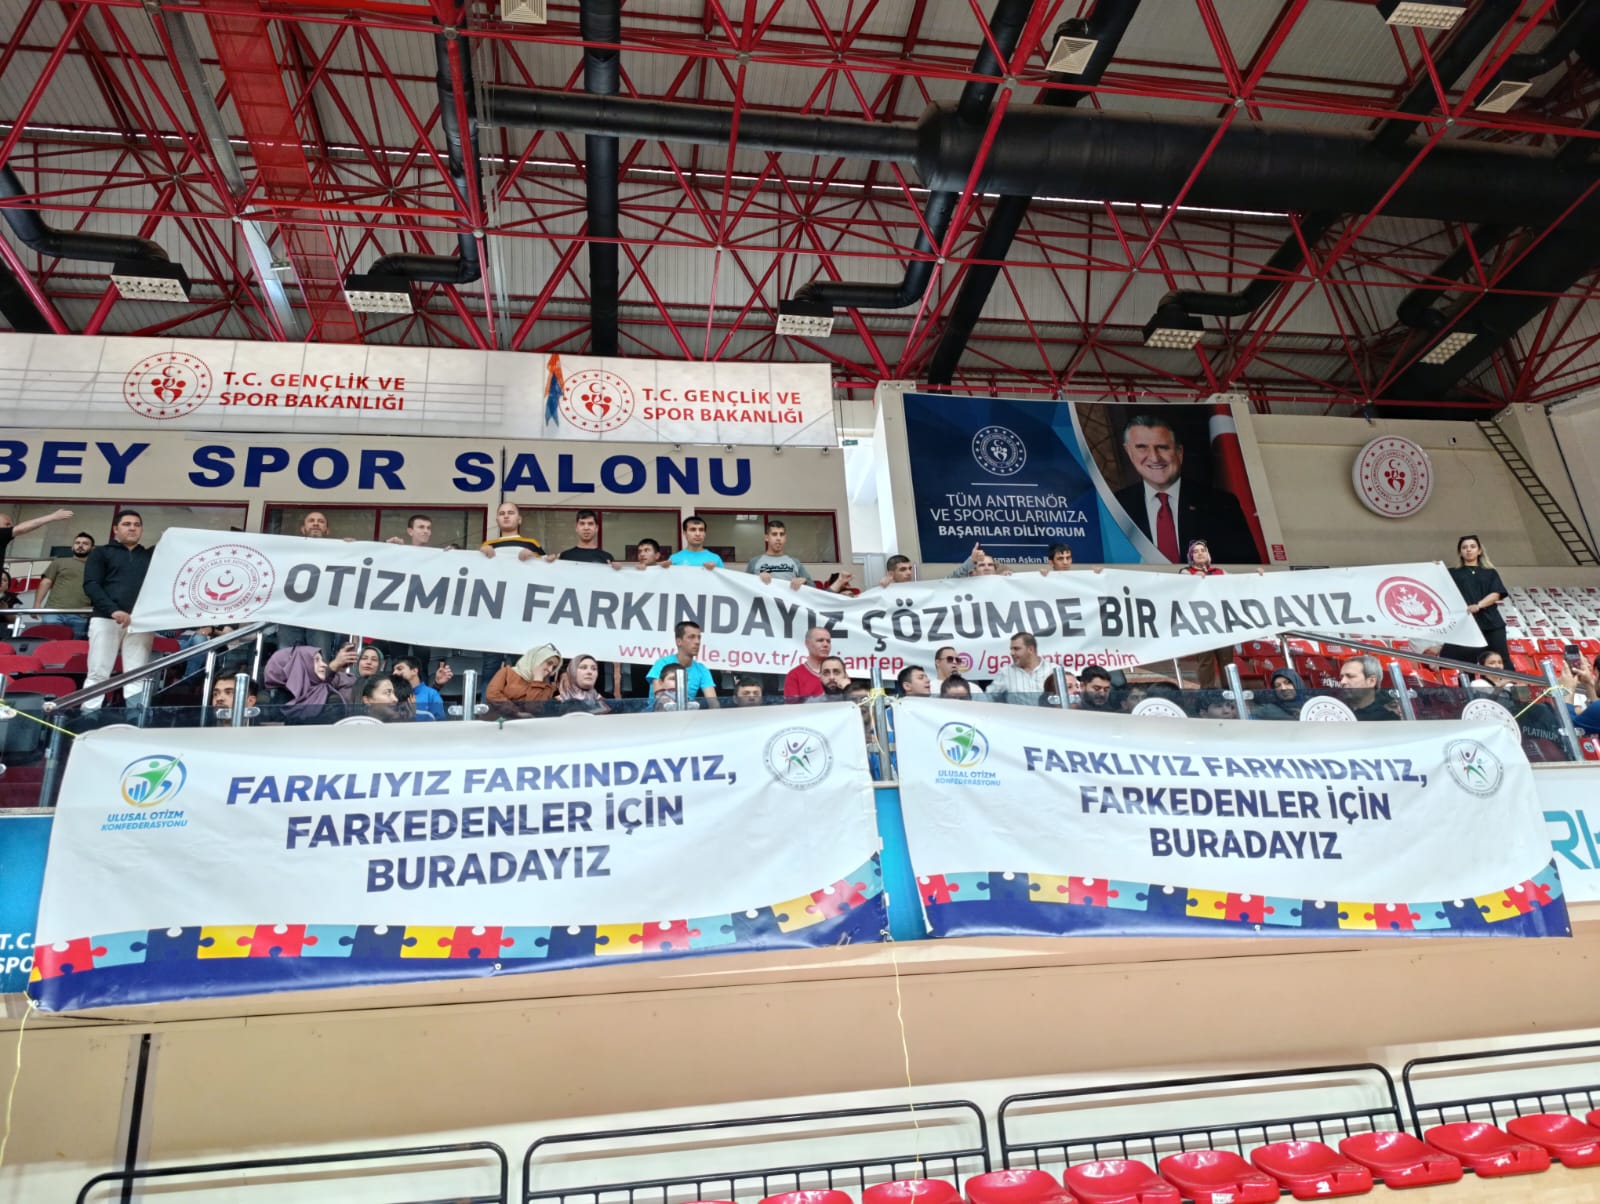 T.C. GENÇLİK VE
SPOR BAKANLIĞI
T.C. GENÇLİK VE
SPOR BAKANLIĞI
BEY SPOR SALONU
TÜM ANTRENÖR
VE SPORCULARIMIZA
BAŞARILAR DİLİYORUM
OTİZMİN FARKINDAYIZ ÇÖZÜMDE BİR ARADAYIZ.
ULUSAL OTİZM
KONFEDERASYONU
FARKLIYIZ FARKINDAYIZ,
FARKEDENLER İÇİN
BURADAYIZ
ULUSAL OTİZM
KONFEDERASYONU
FARKLIYIZ FARKINDAYIZ,
FARKEDENLER İÇİN
BURADAYIZ
PLATINUM
T.C.